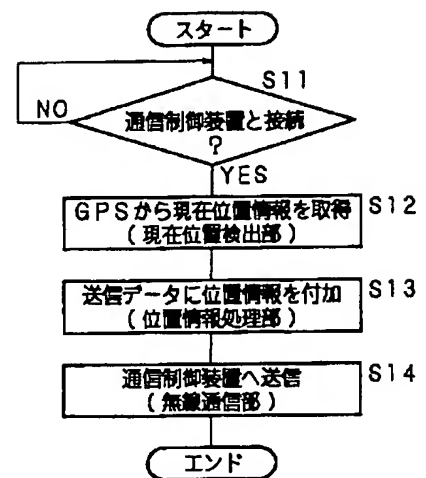 スタート
S11
NO
通信制御装置と接続
?
YES
GPSから現在位置情報を取得
(現在位置検出部)
S12
送信データに位置情報を付加
(位置情報処理部)
S13
通信制御装置へ送信
(無線通信部)
S14
エンド